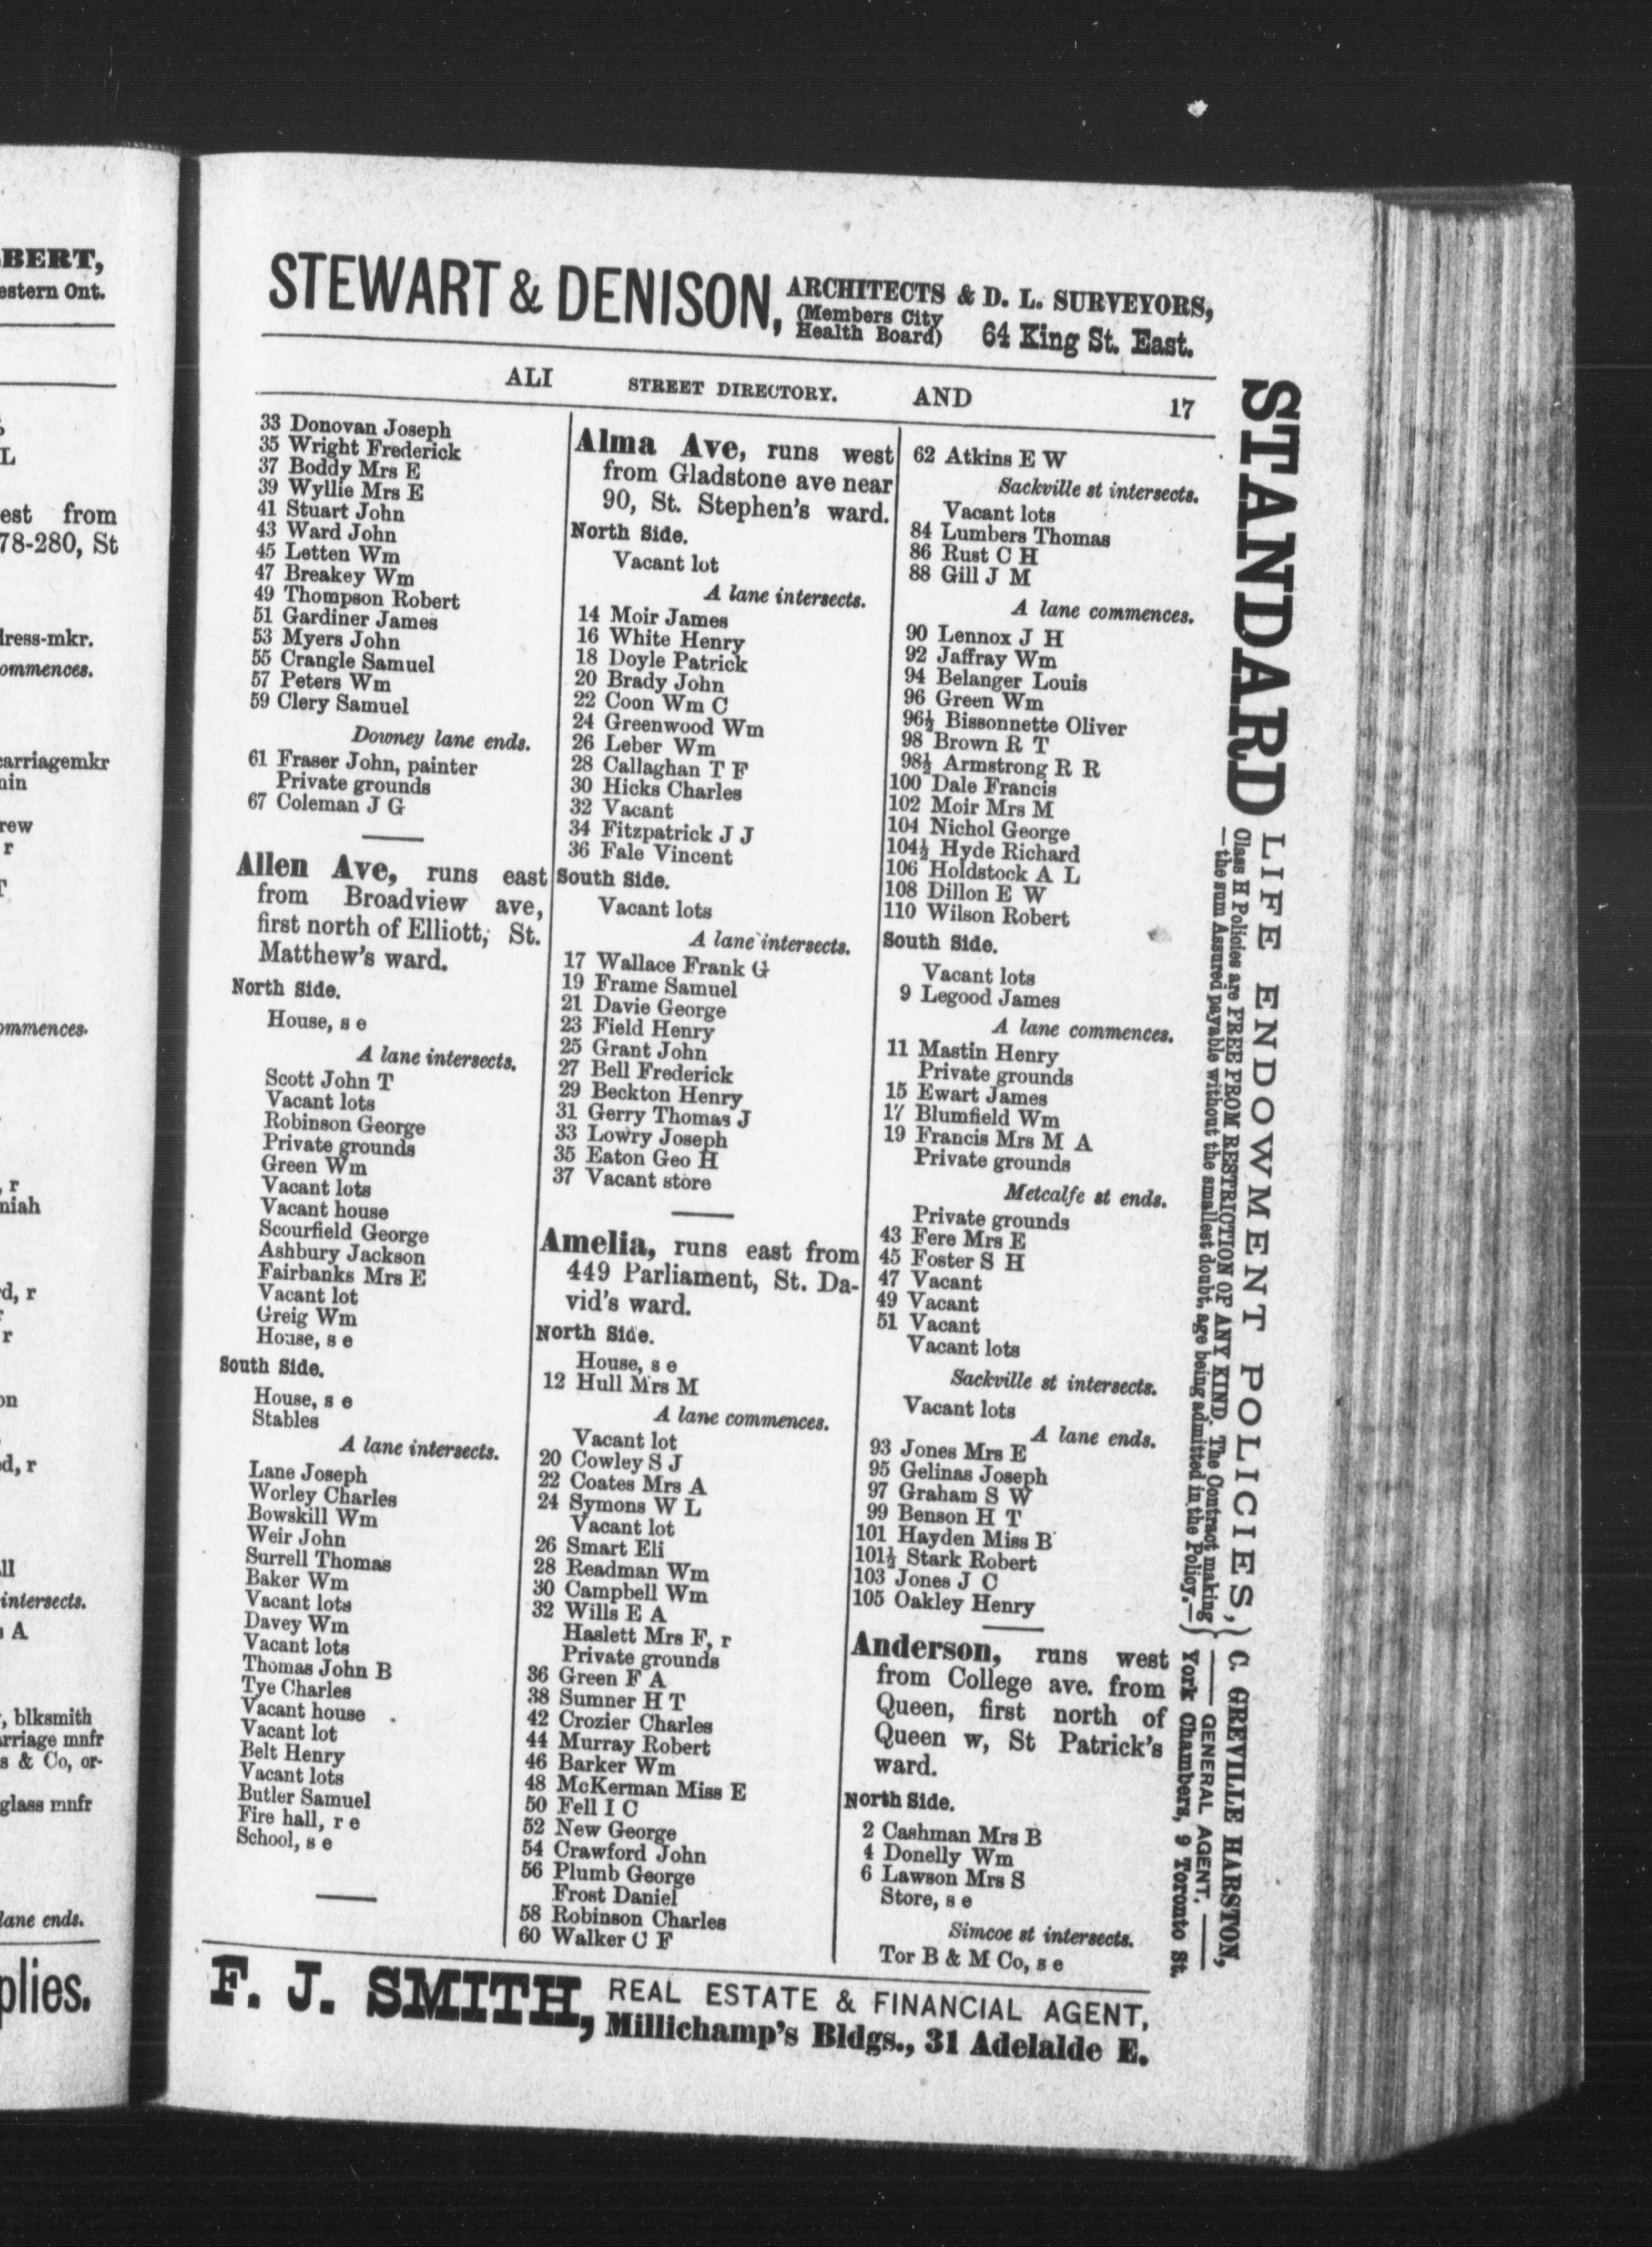 BERT,
estern Ont.
L
est from
78-280, St
dress-mkr.
ommences.
carriagemkr
rew
r
ommences.
, r
niah
d, r
r
on
d, r
intersects.
A
, blksmith
arriage mnfr
s & Co, or-
glass mnfr
lane ends.
plies.
STEWART & DENISON, ARCHITECTS & D. L. SURVEYORS,
(Members City
Health Board) 64 King St. East.
ALI STREET DIRECTORY. AND 17
33 Donovan Joseph
35 Wright Frederick
37 Boddy Mrs E
39 Wyllie Mrs E
41 Stuart John
43 Ward John
45 Letten Wm
47 Breakey Wm
49 Thompson Robert
51 Gardiner James
53 Myers John
55 Crangle Samuel
57 Peters Wm
59 Clery Samuel
Downey lane ends.
61 Fraser John, painter
Private grounds
67 Coleman J G
Allen Ave, runs east
from Broadview ave,
first north of Elliott, St.
Matthew's ward.
North Side.
House, s e
A lane intersects.
Scott John T
Vacant lots
Robinson George
Private grounds
Green Wm
Vacant lots
Vacant house
Scourfield George
Ashbury Jackson
Fairbanks Mrs E
Vacant lot
Greig Wm
House, s e
South Side.
House, s e
Stables
A lane intersects.
Lane Joseph
Worley Charles
Bowskill Wm
Weir John
Surrell Thomas
Baker Wm
Vacant lots
Davey Wm
Vacant lots
Thomas John B
Tye Charles
Vacant house
Vacant lot
Belt Henry
Vacant lots
Butler Samuel
Fire hall, r e
School, s e
Alma Ave, runs west
from Gladstone ave near
90, St. Stephen's ward.
North Side.
Vacant lot
A lane intersects.
14 Moir James
16 White Henry
18 Doyle Patrick
20 Brady John
22 Coon Wm C
24 Greenwood Wm
26 Leber Wm
28 Callaghan T F
30 Hicks Charles
32 Vacant
34 Fitzpatrick J J
36 Fale Vincent
South Side.
Vacant lots
A lane intersects.
17 Wallace Frank G
19 Frame Samuel
21 Davie George
23 Field Henry
25 Grant John
27 Bell Frederick
29 Beckton Henry
31 Gerry Thomas J
33 Lowry Joseph
35 Eaton Geo H
37 Vacant store
Amelia, runs east from
449 Parliament, St. Da-
vid's ward.
North Side.
House, s e
12 Hull Mrs M
A lane commences.
Vacant lot
20 Cowley S J
22 Coates Mrs A
24 Symons W L
Vacant lot
26 Smart Eli
28 Readman Wm
30 Campbell Wm
32 Wills E A
Haslett Mrs F, r
Private grounds
36 Green F A
38 Sumner H T
42 Crozier Charles
44 Murray Robert
46 Barker Wm
48 McKerman Miss E
50 Fell I C
52 New George
54 Crawford John
56 Plumb George
Frost Daniel
58 Robinson Charles
60 Walker C F
62 Atkins E W
Sackville st intersects.
Vacant lots
84 Lumbers Thomas
86 Rust C H
88 Gill J M
A lane commences.
90 Lennox J H
92 Jaffray Wm
94 Belanger Louis
96 Green Wm
96½ Bissonnette Oliver
98 Brown R T
98½ Armstrong R R
100 Dale Francis
102 Moir Mrs M
104 Nichol George
104½ Hyde Richard
106 Holdstock A L
108 Dillon E W
110 Wilson Robert
South Side.
Vacant lots
9 Legood James
A lane commences.
11 Mastin Henry
Private grounds
15 Ewart James
17 Blumfield Wm
19 Francis Mrs M A
Private grounds
Metcalfe st ends.
Private grounds
43 Fere Mrs E
45 Foster S H
47 Vacant
49 Vacant
51 Vacant
Vacant lots
Sackville st intersects.
Vacant lots
A lane ends.
93 Jones Mrs E
95 Gelinas Joseph
97 Graham S W
99 Benson H T
101 Hayden Miss B
101½ Stark Robert
103 Jones J C
105 Oakley Henry
Anderson, runs west
from College ave. from
Queen, first north of
Queen w, St Patrick's
ward.
North Side.
2 Cashman Mrs B
4 Donelly Wm
6 Lawson Mrs S
Store, s e
Simcoe st intersects.
Tor B & M Co, s e
STANDARD LIFE ENDOWMENT POLICIES,
Class H Policies are FREE FROM RESTRICTION OF ANY KIND. The Contract making
—the sum Assured payable without the smallest doubt, age being admitted in the Policy.—
C. GREVILLE HARSTON,
GENERAL AGENT,
York Chambers, 9 Toronto St.
F. J. SMITH, REAL ESTATE & FINANCIAL AGENT,
Millichamp's Bldgs., 31 Adelaide E.